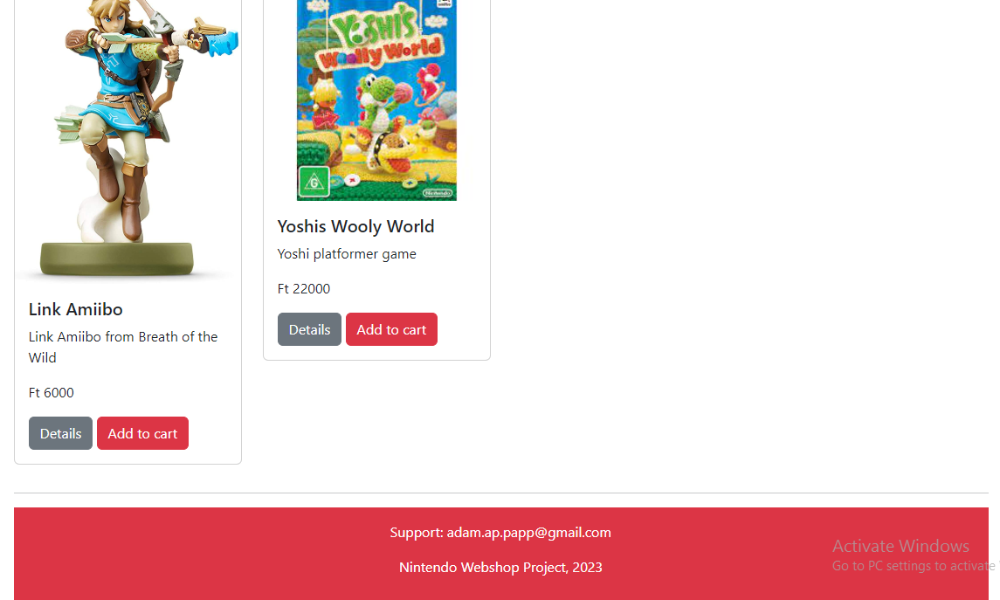 YOSHI'S
Woolly World
G
Nintendo
Link Amiibo
Link Amiibo from Breath of the
Wild
Ft 6000
Details
Add to cart
Yoshis Wooly World
Yoshi platformer game
Ft 22000
Details
Add to cart
Support: adam.ap.papp@gmail.com
Nintendo Webshop Project, 2023
Activate Windows
Go to PC settings to activate